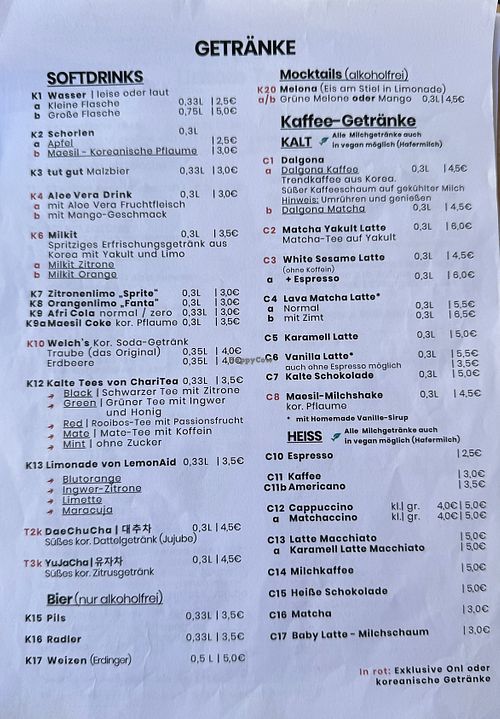 GETRÄNKE
SOFTDRINKS
K1 Wasser | leise oder laut
a Kleine Flasche 0,33L | 2,5€
b Große Flasche 0,75L | 5,0€
K2 Schorlen 0,3L
a Apfel | 2,5€
b Maesil - Koreanische Pflaume | 3,0€
K3 tut gut Malzbier 0,33L | 3,0€
K4 Aloe Vera Drink 0,3L | 3,0€
a mit Aloe Vera Fruchtfleisch
b mit Mango-Geschmack
K6 Milkit 0,3L | 3,5€
Spritziges Erfrischungsgetränk aus
Korea mit Yakult und Limo
a Milkit Zitrone
b Milkit Orange
K7 Zitronenlimo „Sprite" 0,3L | 3,0€
K8 Orangenlimo „Fanta" 0,3L | 3,0€
K9 Afri Cola normal / zero 0,33L | 3,0€
K9a Maesil Coke kor. Pflaume 0,3L | 3,5€
K10 Welch's Kor. Soda-Getränk
Traube (das Original) 0,35L | 4,0€
Erdbeere 0,35L | 4,0€
K12 Kalte Tees von ChariTea 0,33L | 3,5€
→ Black | Schwarzer Tee mit Zitrone
→ Green | Grüner Tee mit Ingwer
und Honig
→ Red | Rooibos-Tee mit Passionsfrucht
→ Mate | Mate-Tee mit Koffein
→ Mint | ohne Zucker
K13 Limonade von LemonAid 0,33L | 3,5€
→ Blutorange
→ Ingwer-Zitrone
→ Limette
→ Maracuja
T2k DaeChuCha | 대추차 0,3L | 4,5€
Süßes kor. Dattelgetränk (Jujube)
T3k YuJaCha | 유자차 0,3L | 4,5€
Süßes kor. Zitrusgetränk
Bier (nur alkoholfrei)
K15 Pils 0,33L | 3,5€
K16 Radler 0,33L | 3,5€
K17 Weizen (Erdinger) 0,5 L | 5,0€
Mocktails (alkoholfrei)
K20 Melona (Eis am Stiel in Limonade)
a/b Grüne Melone oder Mango 0,3L | 4,5€
Kaffee-Getränke
KALT Alle Milchgetränke auch
in vegan möglich (Hafermilch)
C1 Dalgona
a Dalgona Kaffee 0,3L | 4,5€
Trendkaffee aus Korea.
Süßer Kaffeeschaum auf gekühlter Milch
Hinweis: Umrühren und genießen
b Dalgona Matcha 0,3L | 4,5€
C2 Matcha Yakult Latte 0,3L | 6,0€
Matcha-Tee auf Yakult
C3 White Sesame Latte 0,3L | 4,5€
(ohne Koffein)
a + Espresso 0,3L | 6,0€
C4 Lava Matcha Latte*
a Normal 0,3L | 5,5€
b mit Zimt 0,3L | 6,5€
C5 Karamell Latte 0,3L | 5,0€
C6 Vanilla Latte* 0,3L | 5,5€
auch ohne Espresso möglich | 3,5€
C7 Kalte Schokolade 0,3L | 5,0€
C8 Maesil-Milchshake 0,3L | 4,5€
kor. Pflaume
* mit Homemade Vanille-Sirup
HEISS Alle Milchgetränke auch
in vegan möglich (Hafermilch)
C10 Espresso | 2,5€
C11 Kaffee | 3,0€
C11b Americano | 3,5€
C12 Cappuccino kl.| gr. 4,0€ | 5,0€
a Matchaccino kl.| gr. 4,0€ | 5,0€
C13 Latte Macchiato | 5,0€
a Karamell Latte Macchiato | 5,0€
C14 Milchkaffee | 5,0€
C15 Heiße Schokolade | 5,0€
C16 Matcha | 3,0€
C17 Baby Latte - Milchschaum | 3,0€
In rot: Exklusive Oni oder
koreanische Getränke
HappyCow